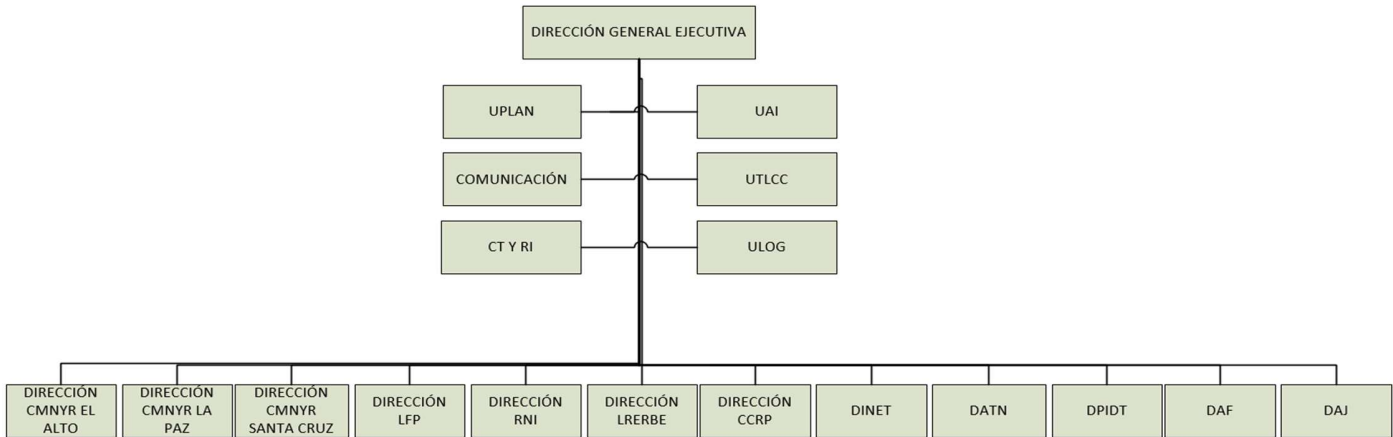 DIRECCIÓN GENERAL EJECUTIVA
UPLAN
UAI
COMUNICACIÓN
UTLCC
CT Y RI
ULOG
DIRECCIÓN
CMNYR EL
ALTO
DIRECCIÓN
CMNYR LA
PAZ
DIRECCIÓN
CMNYR
SANTA CRUZ
DIRECCIÓN
LFP
DIRECCIÓN
RNI
DIRECCIÓN
LRERBE
DIRECCIÓN
CCRP
DINET
DATN
DPIDT
DAF
DAJ